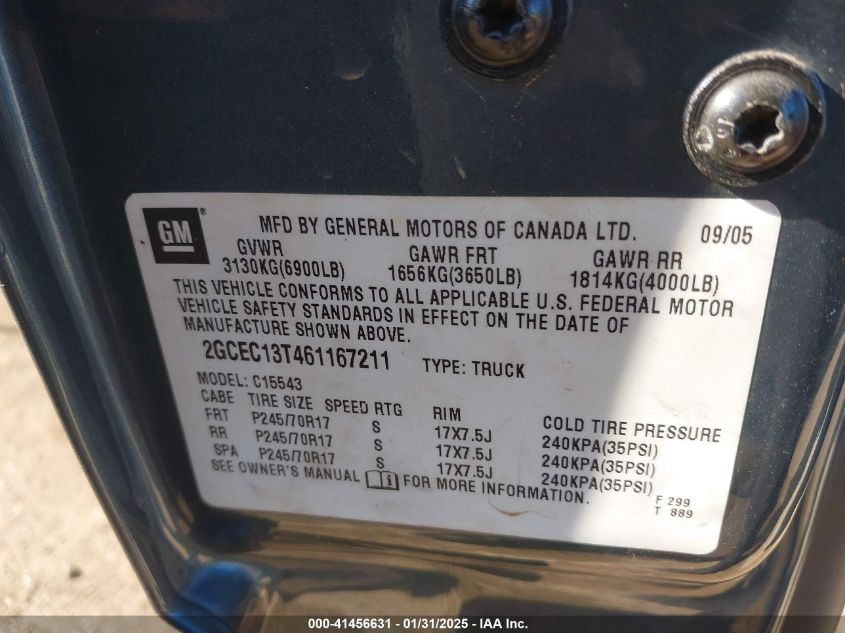 GM ®
MFD BY GENERAL MOTORS OF CANADA LTD. 09/05
GVWR GAWR FRT GAWR RR
3130KG(6900LB) 1656KG(3650LB) 1814KG(4000LB)
THIS VEHICLE CONFORMS TO ALL APPLICABLE U.S. FEDERAL MOTOR
VEHICLE SAFETY STANDARDS IN EFFECT ON THE DATE OF
MANUFACTURE SHOWN ABOVE.
2GCEC13T461167211 TYPE: TRUCK
MODEL: C15543
CABE TIRE SIZE SPEED RTG RIM COLD TIRE PRESSURE
FRT P245/70R17 S 17X7.5J 240KPA(35PSI)
RR P245/70R17 S 17X7.5J 240KPA(35PSI)
SPA P245/70R17 S 17X7.5J 240KPA(35PSI)
SEE OWNER'S MANUAL FOR MORE INFORMATION.
F 299
T 889
000-41456631 / 01/31/2025 - © IAA Inc.